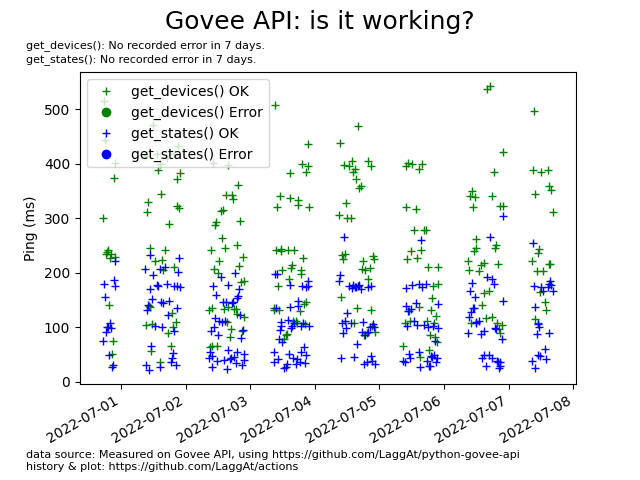 Govee API: is it working?
get_devices(): No recorded error in 7 days.
get_states(): No recorded error in 7 days.
get_devices() OK
get_devices() Error
get_states() OK
get_states() Error
Ping (ms)
500
400
300
200
100
0
2022-07-01
2022-07-02
2022-07-03
2022-07-04
2022-07-05
2022-07-06
2022-07-07
2022-07-08
data source: Measured on Govee API, using https://github.com/LaggAt/python-govee-api
history & plot: https://github.com/LaggAt/actions